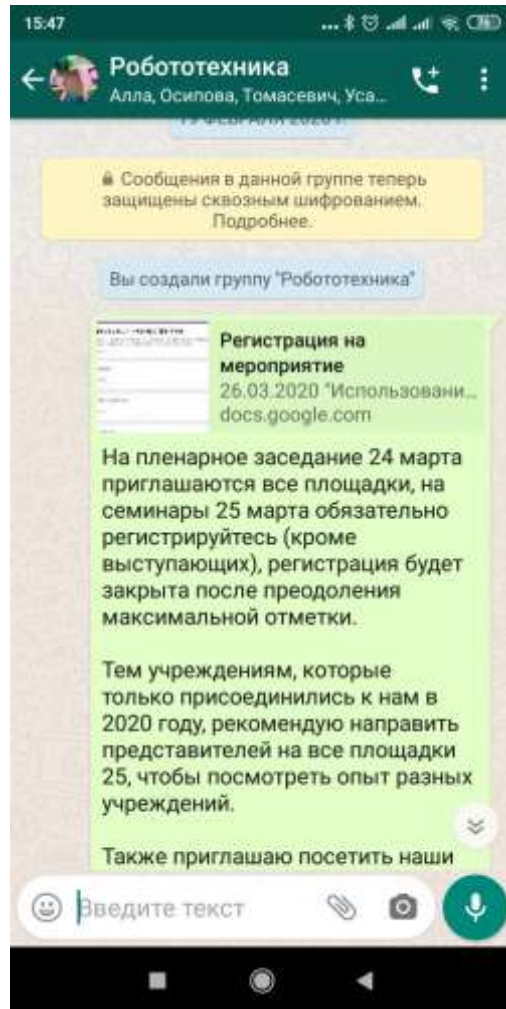 15:47
Робототехника
Алла, Осипова, Томасевич, Уса...
Сообщения в данной группе теперь
защищены сквозным шифрованием.
Подробнее.
Вы создали группу "Робототехника"
Регистрация на
мероприятие
26.03.2020 "Использовани...
docs.google.com
На пленарное заседание 24 марта
приглашаются все площадки, на
семинары 25 марта обязательно
регистрируйтесь (кроме
выступающих), регистрация будет
закрыта после преодоления
максимальной отметки.
Тем учреждениям, которые
только присоединились к нам в
2020 году, рекомендую направить
представителей на все площадки
25, чтобы посмотреть опыт разных
учреждений.
Также приглашаю посетить наши
Введите текст